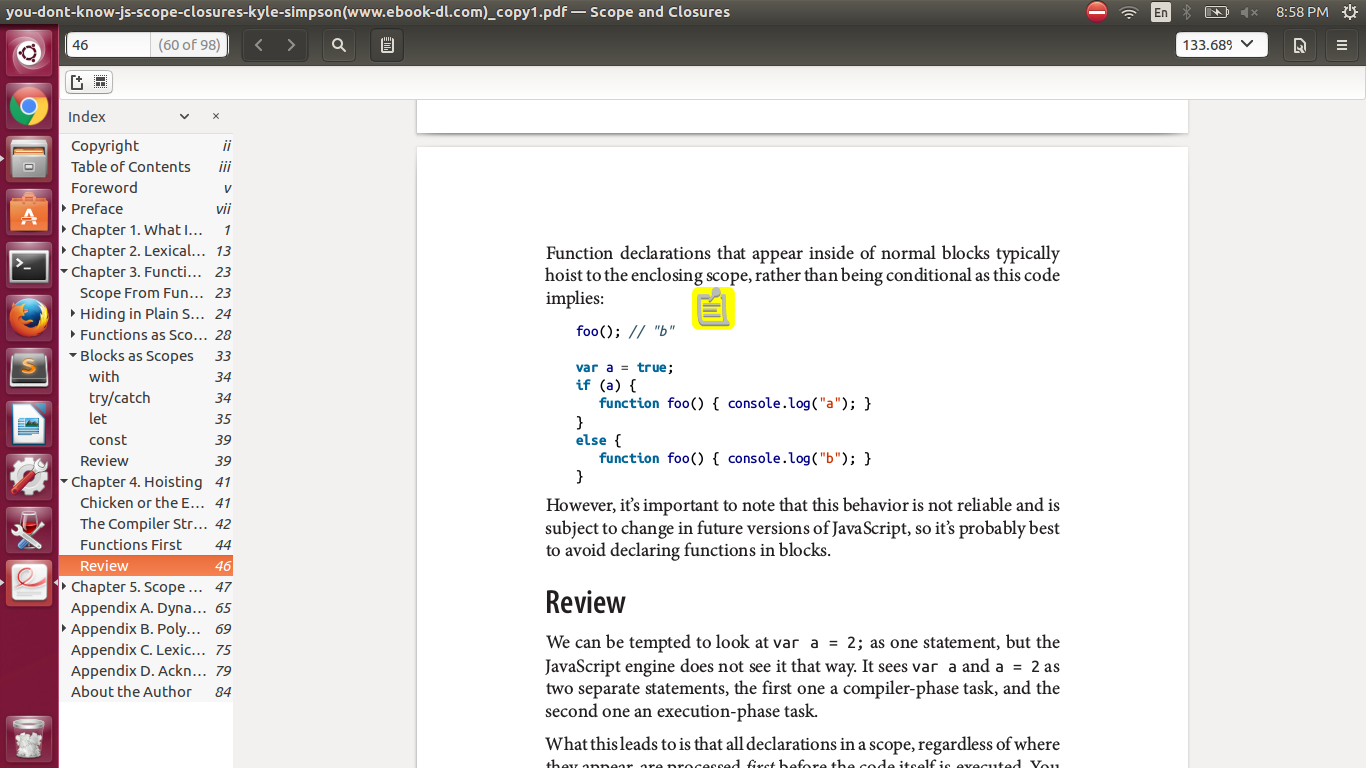 you-dont-know-js-scope-closures-kyle-simpson(www.ebook-dl.com)_copy1.pdf — Scope and Closures
En
8:58 PM
46
(60 of 98)
133.68%
Index
Copyright ii
Table of Contents iii
Foreword v
Preface vii
Chapter 1. What I... 1
Chapter 2. Lexical... 13
Chapter 3. Functi... 23
Scope From Fun... 23
Hiding in Plain S... 24
Functions as Sco... 28
Blocks as Scopes 33
with 34
try/catch 34
let 35
const 39
Review 39
Chapter 4. Hoisting 41
Chicken or the E... 41
The Compiler Str... 42
Functions First 44
Review 46
Chapter 5. Scope ... 47
Appendix A. Dyna... 65
Appendix B. Poly... 69
Appendix C. Lexic... 75
Appendix D. Ackn... 79
About the Author 84
Function declarations that appear inside of normal blocks typically
hoist to the enclosing scope, rather than being conditional as this code
implies:
foo(); // "b"
var a = true;
if (a) {
function foo() { console.log("a"); }
}
else {
function foo() { console.log("b"); }
}
However, it's important to note that this behavior is not reliable and is
subject to change in future versions of JavaScript, so it's probably best
to avoid declaring functions in blocks.
Review
We can be tempted to look at var a = 2; as one statement, but the
JavaScript engine does not see it that way. It sees var a and a = 2 as
two separate statements, the first one a compiler-phase task, and the
second one an execution-phase task.
What this leads to is that all declarations in a scope, regardless of where
they appear, are processed first before the code itself is executed. You